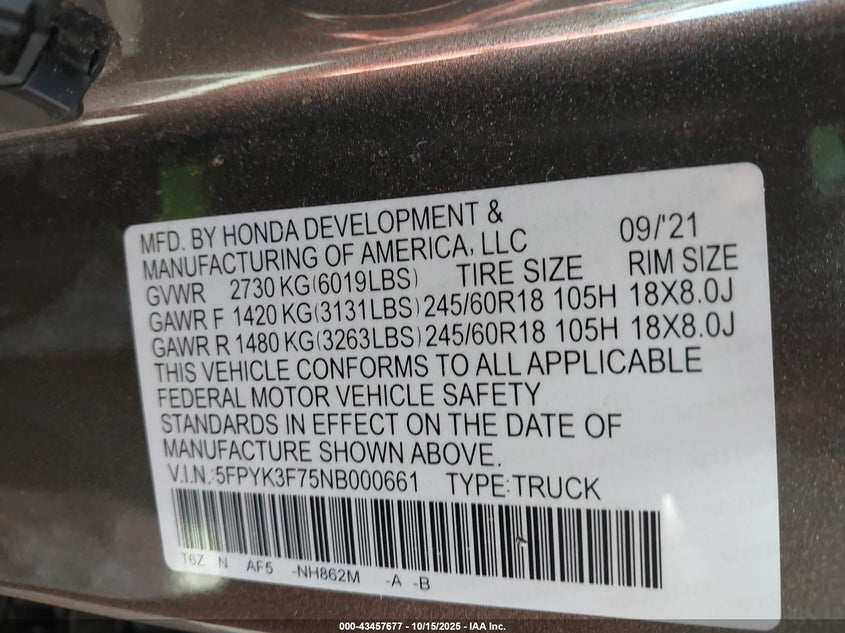 MFD. BY HONDA DEVELOPMENT &
MANUFACTURING OF AMERICA, LLC 09/'21
GVWR 2730 KG(6019LBS) TIRE SIZE RIM SIZE
GAWR F 1420 KG(3131LBS) 245/60R18 105H 18X8.0J
GAWR R 1480 KG(3263LBS) 245/60R18 105H 18X8.0J
THIS VEHICLE CONFORMS TO ALL APPLICABLE
FEDERAL MOTOR VEHICLE SAFETY
STANDARDS IN EFFECT ON THE DATE OF
MANUFACTURE SHOWN ABOVE.
V.I.N.:5FPYK3F75NB000661 TYPE:TRUCK
T6Z N AF5 -NH862M -A -B
000-43457677 - 10/15/2025 - IAA Inc.